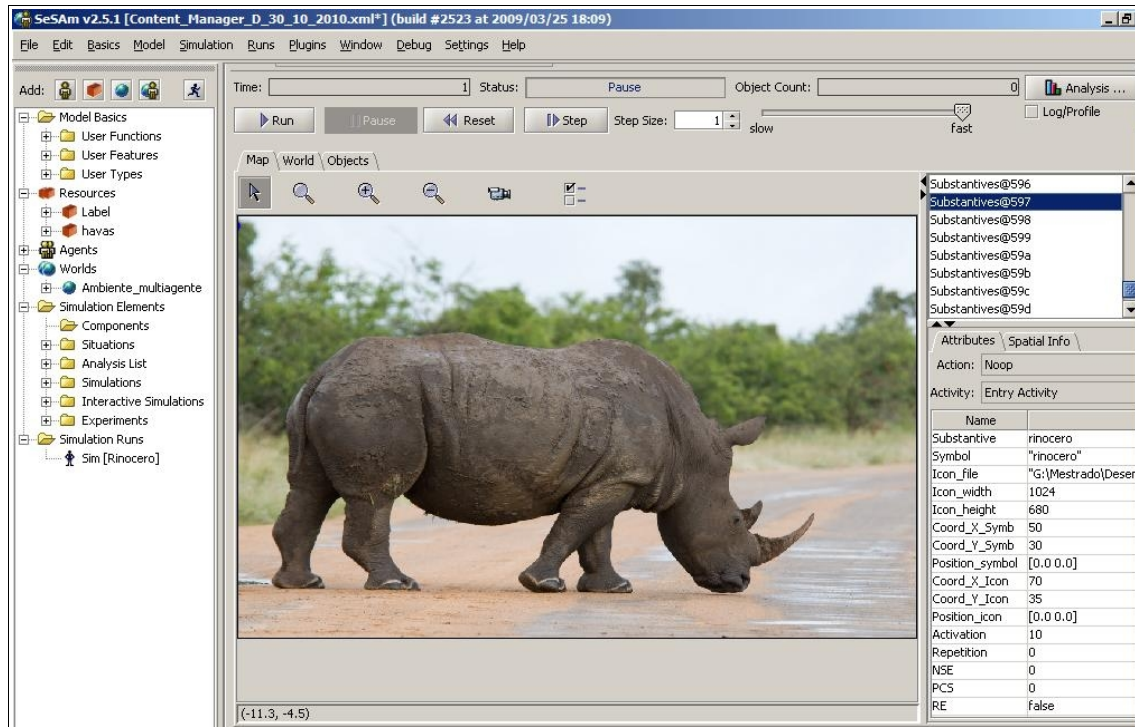 SeSAm v2.5.1 [Content_Manager_D_30_10_2010.xml*] (build #2523 at 2009/03/25 18:09)
File Edit Basics Model Simulation Runs Plugins Window Debug Settings Help
Add:
Model Basics
User Functions
User Features
User Types
Resources
Label
havas
Agents
Worlds
Ambiente_multiagente
Simulation Elements
Components
Situations
Analysis List
Simulations
Interactive Simulations
Experiments
Simulation Runs
Sim [Rinocero]
Time: 1 Status: Pause Object Count: 0 Analysis ...
Run Pause Reset Step Step Size: 1 slow fast Log/Profile
Map World Objects
Substantives@596
Substantives@597
Substantives@598
Substantives@599
Substantives@59a
Substantives@59b
Substantives@59c
Substantives@59d
Attributes Spatial Info
Action: Noop
Activity: Entry Activity
Name
Substantive rinocero
Symbol "rinocero"
Icon_file "G:\Mestrado\Deser
Icon_width 1024
Icon_height 680
Coord_X_Symb 50
Coord_Y_Symb 30
Position_symbol [0.0 0.0]
Coord_X_Icon 70
Coord_Y_Icon 35
Position_icon [0.0 0.0]
Activation 10
Repetition 0
NSE 0
PCS 0
RE false
(-11.3, -4.5)